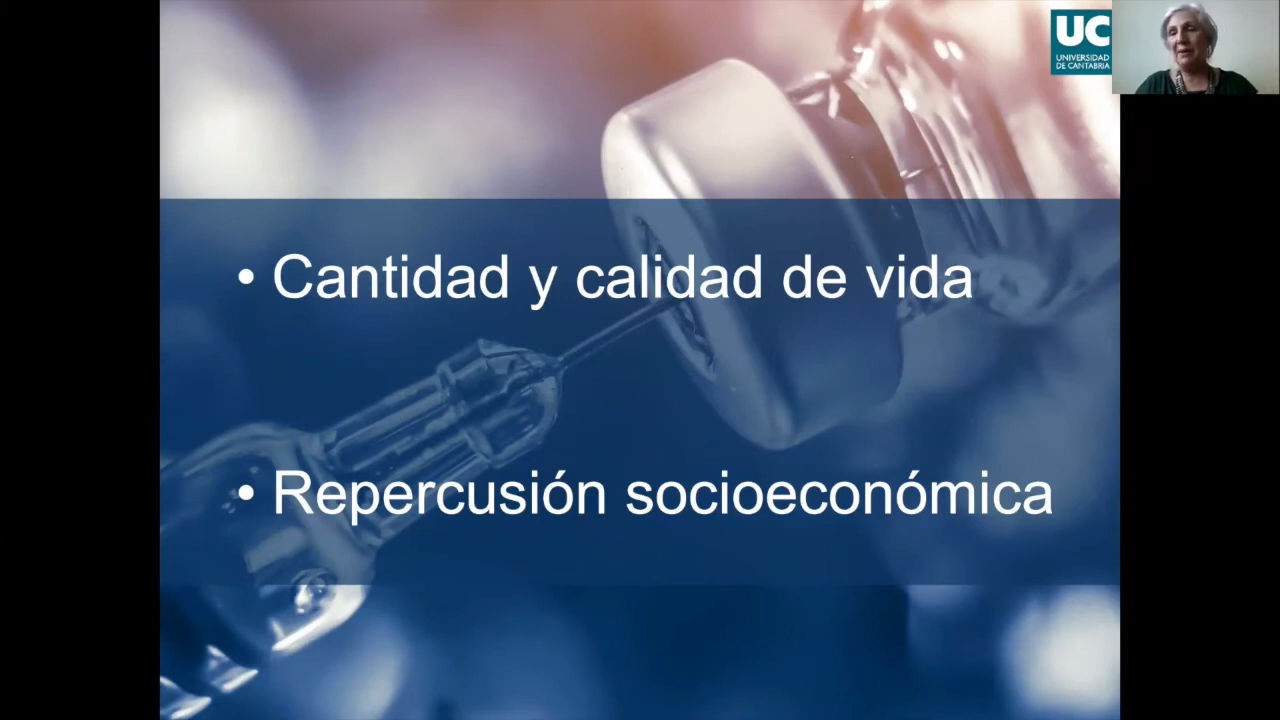 UC
UNIVERSIDAD
DE CANTABRIA
• Cantidad y calidad de vida
• Repercusión socioeconómica